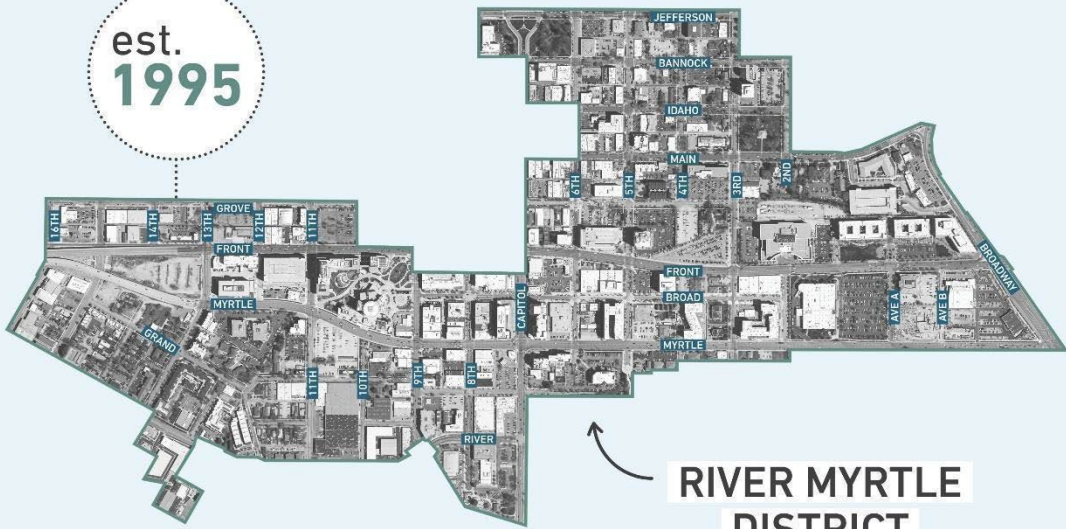 est.
1995
JEFFERSON
BANNOCK
IDAHO
MAIN
6TH
5TH
4TH
3RD
2ND
16TH
14TH
13TH
GROVE
12TH
11TH
FRONT
FRONT
BROADWAY
MYRTLE
CAPITOL
BROAD
AVE A
AVE B
GRAND
MYRTLE
11TH
10TH
9TH
8TH
RIVER
RIVER MYRTLE
DISTRICT